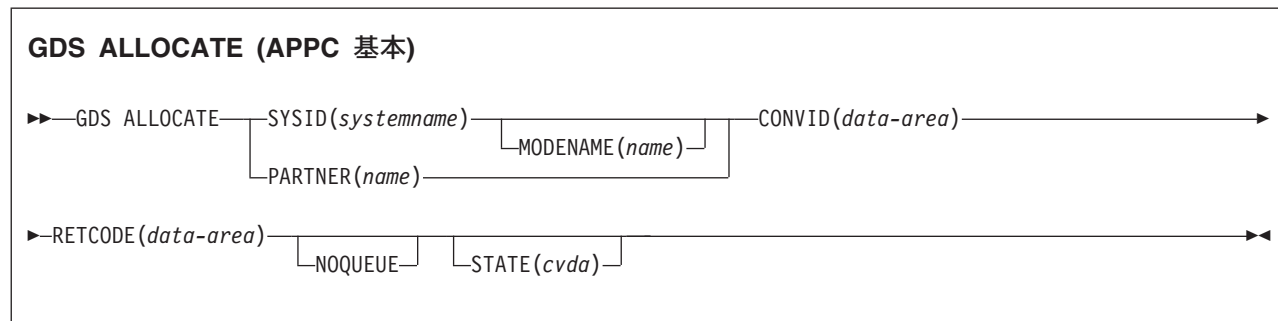 GDS ALLOCATE (APPC 基本)
GDS ALLOCATE SYSID(systemname) CONVID(data-area)
MODENAME(name)
PARTNER(name)
RETCODE(data-area)
NOQUEUE STATE(cvda)